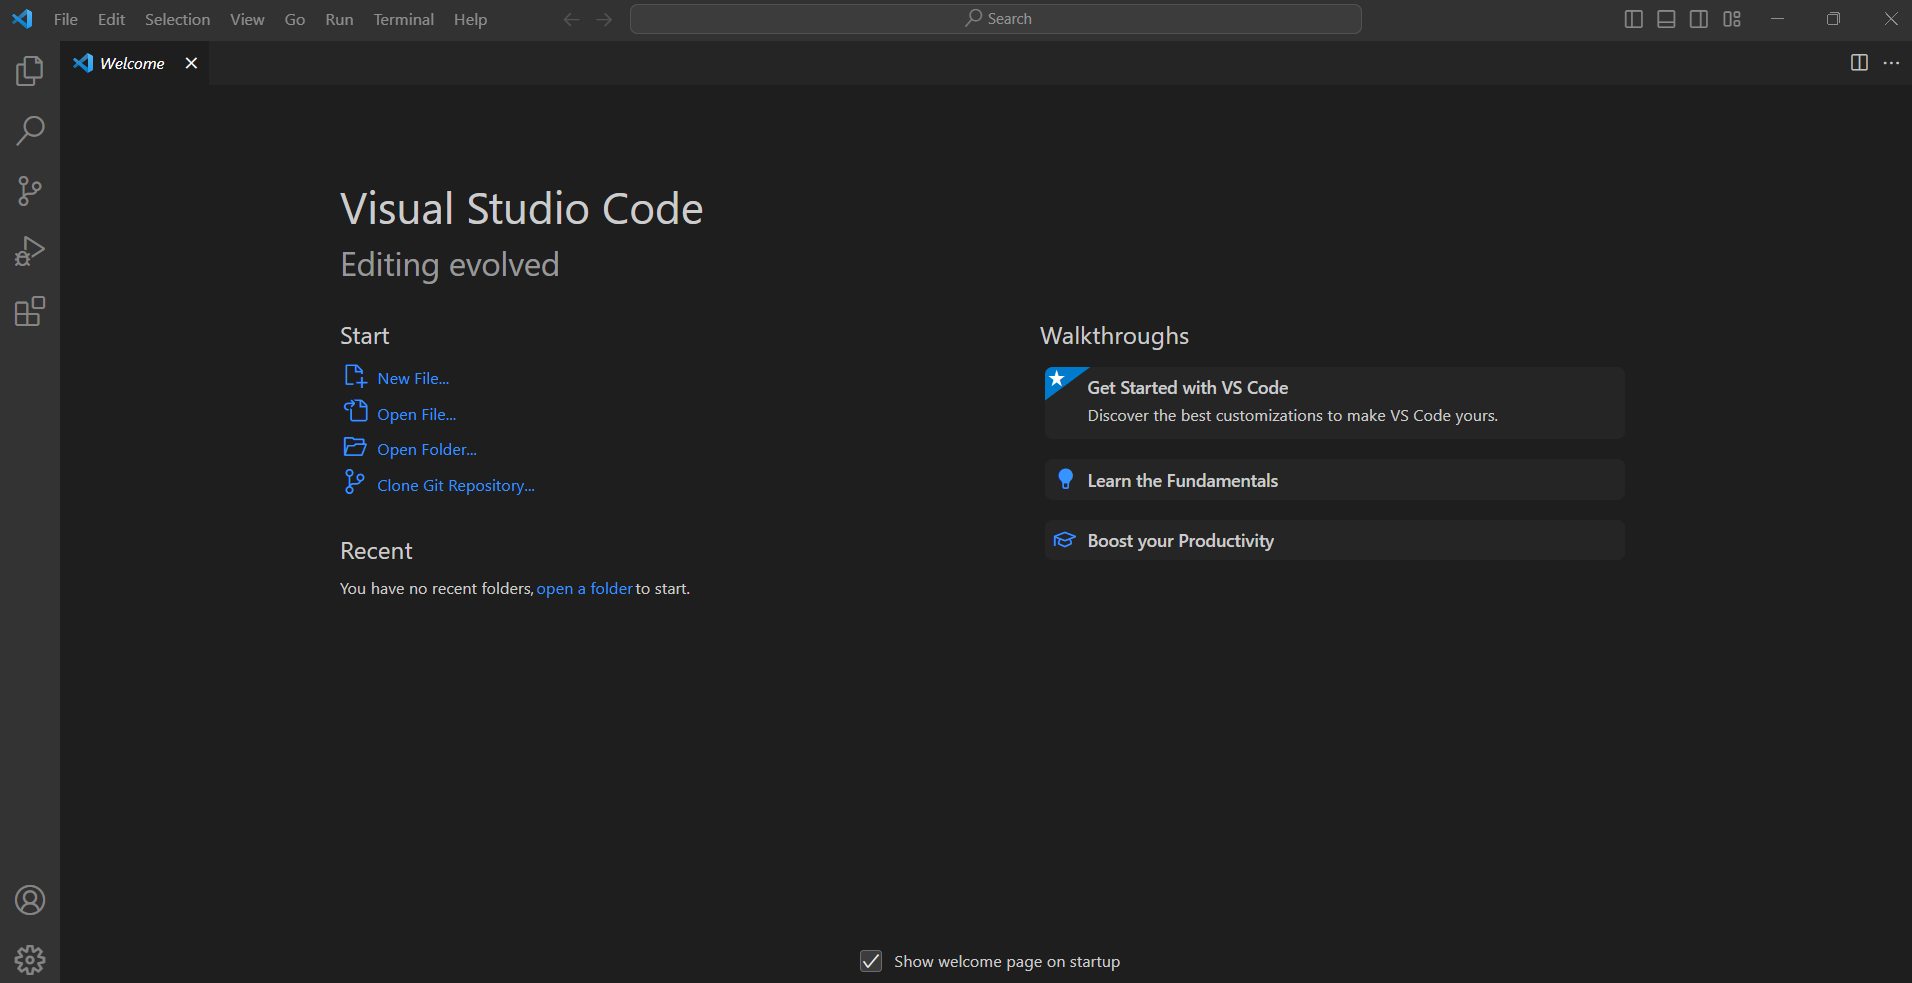 File Edit Selection View Go Run Terminal Help Search
Welcome
Visual Studio Code
Editing evolved
Start
New File...
Open File...
Open Folder...
Clone Git Repository...
Recent
You have no recent folders, open a folder to start.
Walkthroughs
Get Started with VS Code
Discover the best customizations to make VS Code yours.
Learn the Fundamentals
Boost your Productivity
Show welcome page on startup